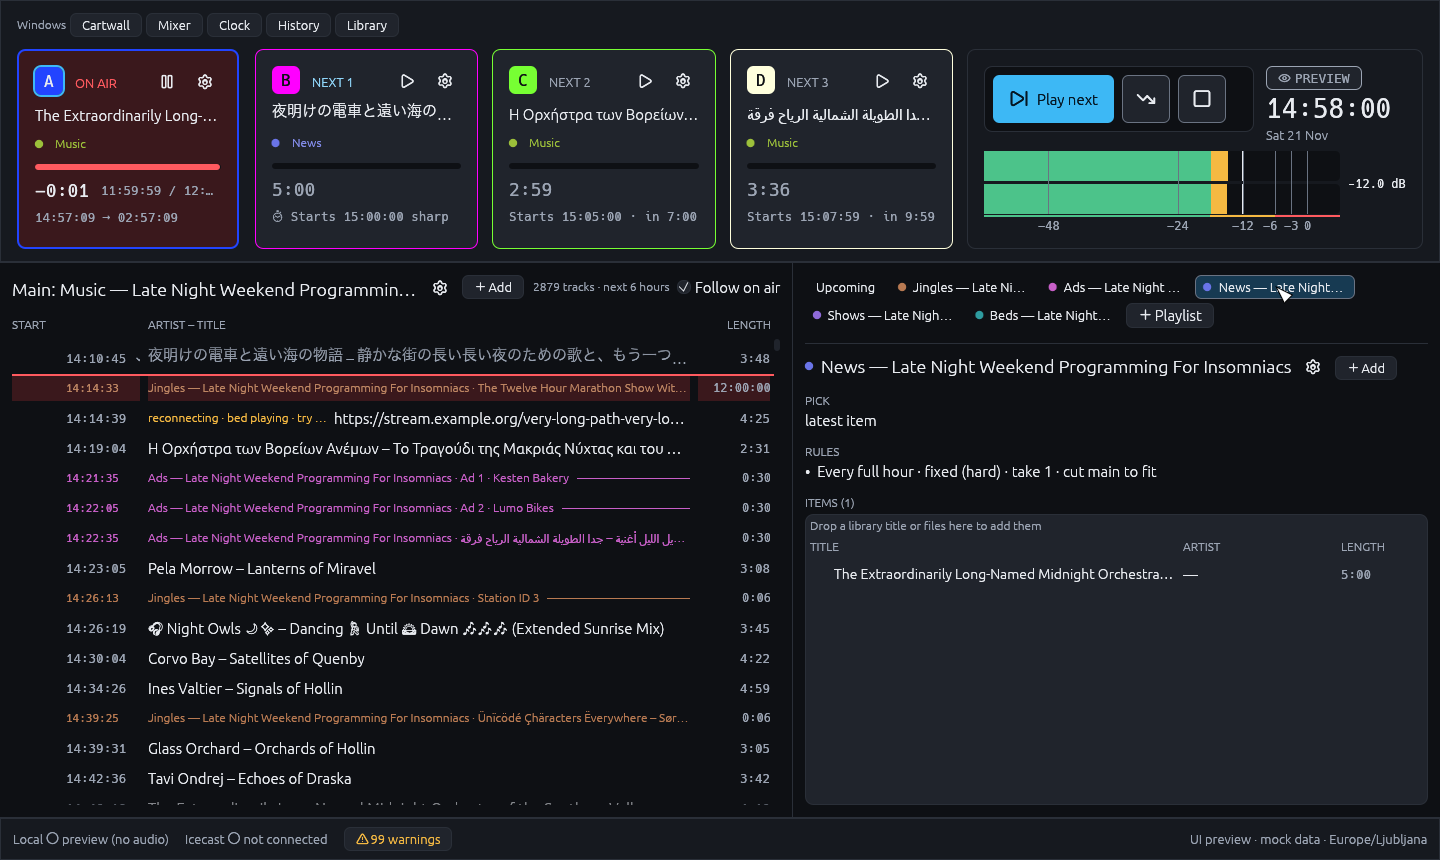 Windows Cartwall Mixer Clock History Library
A ON AIR
The Extraordinarily Long-…
Music
−0:01 11:59:59 / 12:…
14:57:09 → 02:57:09
B NEXT 1
夜明けの電車と遠い海の…
News
5:00
Starts 15:00:00 sharp
C NEXT 2
Η Ορχήστρα των Βορείων…
Music
2:59
Starts 15:05:00 · in 7:00
D NEXT 3
جدا الطويلة الشمالية الرياح فرقة…
Music
3:36
Starts 15:07:59 · in 9:59
Play next
PREVIEW
14:58:00
Sat 21 Nov
-12.0 dB
−48 −24 −12 −6 −3 0
Main: Music — Late Night Weekend Programmin…
+ Add
2879 tracks · next 6 hours
Follow on air
START ARTIST – TITLE LENGTH
14:10:45 夜明けの電車と遠い海の物語 – 静かな街の長い長い夜のための歌と、もう一つ… 3:48
14:14:33 Jingles — Late Night Weekend Programming For Insomniacs · The Twelve Hour Marathon Show Wit… 12:00:00
14:14:39 reconnecting · bed playing · try … https://stream.example.org/very-long-path-very-lo… 4:25
14:19:04 Η Ορχήστρα των Βορείων Ανέμων – Το Τραγούδι της Μακριάς Νύχτας και του … 2:31
14:21:35 Ads — Late Night Weekend Programming For Insomniacs · Ad 1 · Kesten Bakery 0:30
14:22:05 Ads — Late Night Weekend Programming For Insomniacs · Ad 2 · Lumo Bikes 0:30
14:22:35 Ads — Late Night Weekend Programming For Insomniacs · يل الليل أغنية – جدا الطويلة الشمالية الرياح فرقة… 0:30
14:23:05 Pela Morrow – Lanterns of Miravel 3:08
14:26:13 Jingles — Late Night Weekend Programming For Insomniacs · Station ID 3 0:06
14:26:19 🎧 Night Owls 🌙✨ – Dancing 💃 Until 🌅 Dawn 🎶🎶🎶 (Extended Sunrise Mix) 3:45
14:30:04 Corvo Bay – Satellites of Quenby 4:22
14:34:26 Ines Valtier – Signals of Hollin 4:59
14:39:25 Jingles — Late Night Weekend Programming For Insomniacs · Ünïcödé Çhäracters Ëverywhere – Sør… 0:06
14:39:31 Glass Orchard – Orchards of Hollin 3:05
14:42:36 Tavi Ondrej – Echoes of Draska 3:42
Upcoming
Jingles — Late Ni…
Ads — Late Night …
News — Late Night…
Shows — Late Nigh…
Beds — Late Night…
+ Playlist
News — Late Night Weekend Programming For Insomniacs
+ Add
PICK
latest item
RULES
• Every full hour · fixed (hard) · take 1 · cut main to fit
ITEMS (1)
Drop a library title or files here to add them
TITLE ARTIST LENGTH
The Extraordinarily Long-Named Midnight Orchestra… — 5:00
Local preview (no audio)
Icecast not connected
99 warnings
UI preview · mock data · Europe/Ljubljana